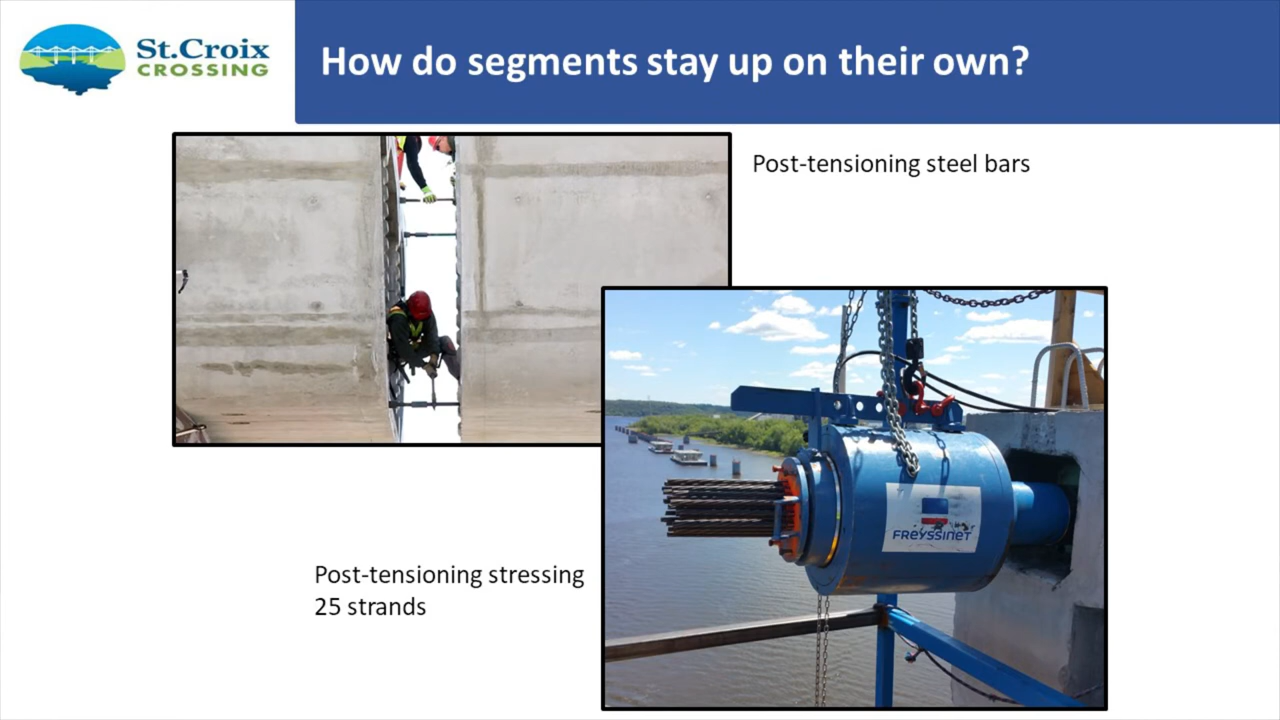 St.Croix
CROSSING
How do segments stay up on their own?
Post-tensioning steel bars
FREYSSINET
Post-tensioning stressing
25 strands